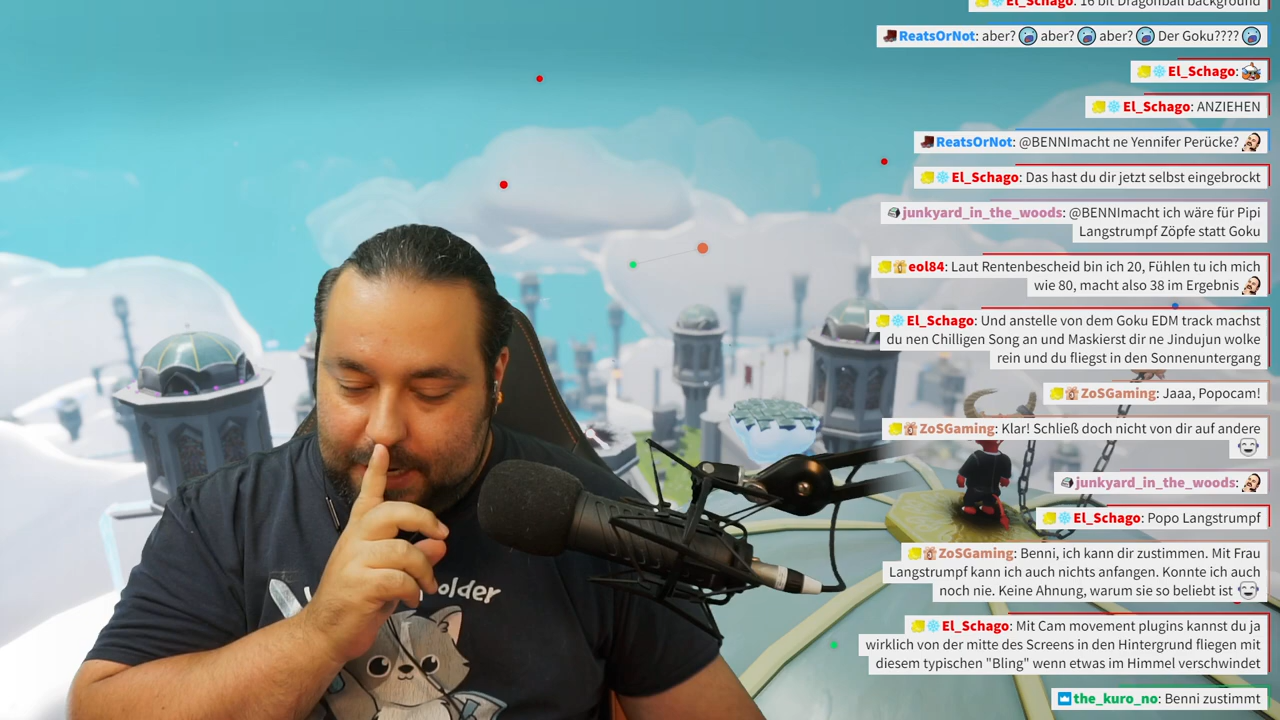 El_Schago: 16 bit Dragonball background
ReatsOrNot: aber? aber? aber? Der Goku????
El_Schago:
El_Schago: ANZIEHEN
ReatsOrNot: @BENNImacht ne Yennifer Perücke?
El_Schago: Das hast du dir jetzt selbst eingebrockt
junkyard_in_the_woods: @BENNImacht ich wäre für Pipi
Langstrumpf Zöpfe statt Goku
eol84: Laut Rentenbescheid bin ich 20, Fühlen tu ich mich
wie 80, macht also 38 im Ergebnis
El_Schago: Und anstelle von dem Goku EDM track machst
du nen Chilligen Song an und Maskierst dir ne Jindujun wolke
rein und du fliegst in den Sonnenuntergang
ZoSGaming: Jaaa, Popocam!
ZoSGaming: Klar! Schließ doch nicht von dir auf andere
junkyard_in_the_woods:
El_Schago: Popo Langstrumpf
ZoSGaming: Benni, ich kann dir zustimmen. Mit Frau
Langstrumpf kann ich auch nichts anfangen. Konnte ich auch
noch nie. Keine Ahnung, warum sie so beliebt ist
El_Schago: Mit Cam movement plugins kannst du ja
wirklich von der mitte des Screens in den Hintergrund fliegen mit
diesem typischen "Bling" wenn etwas im Himmel verschwindet
the_kuro_no: Benni zustimmt
older